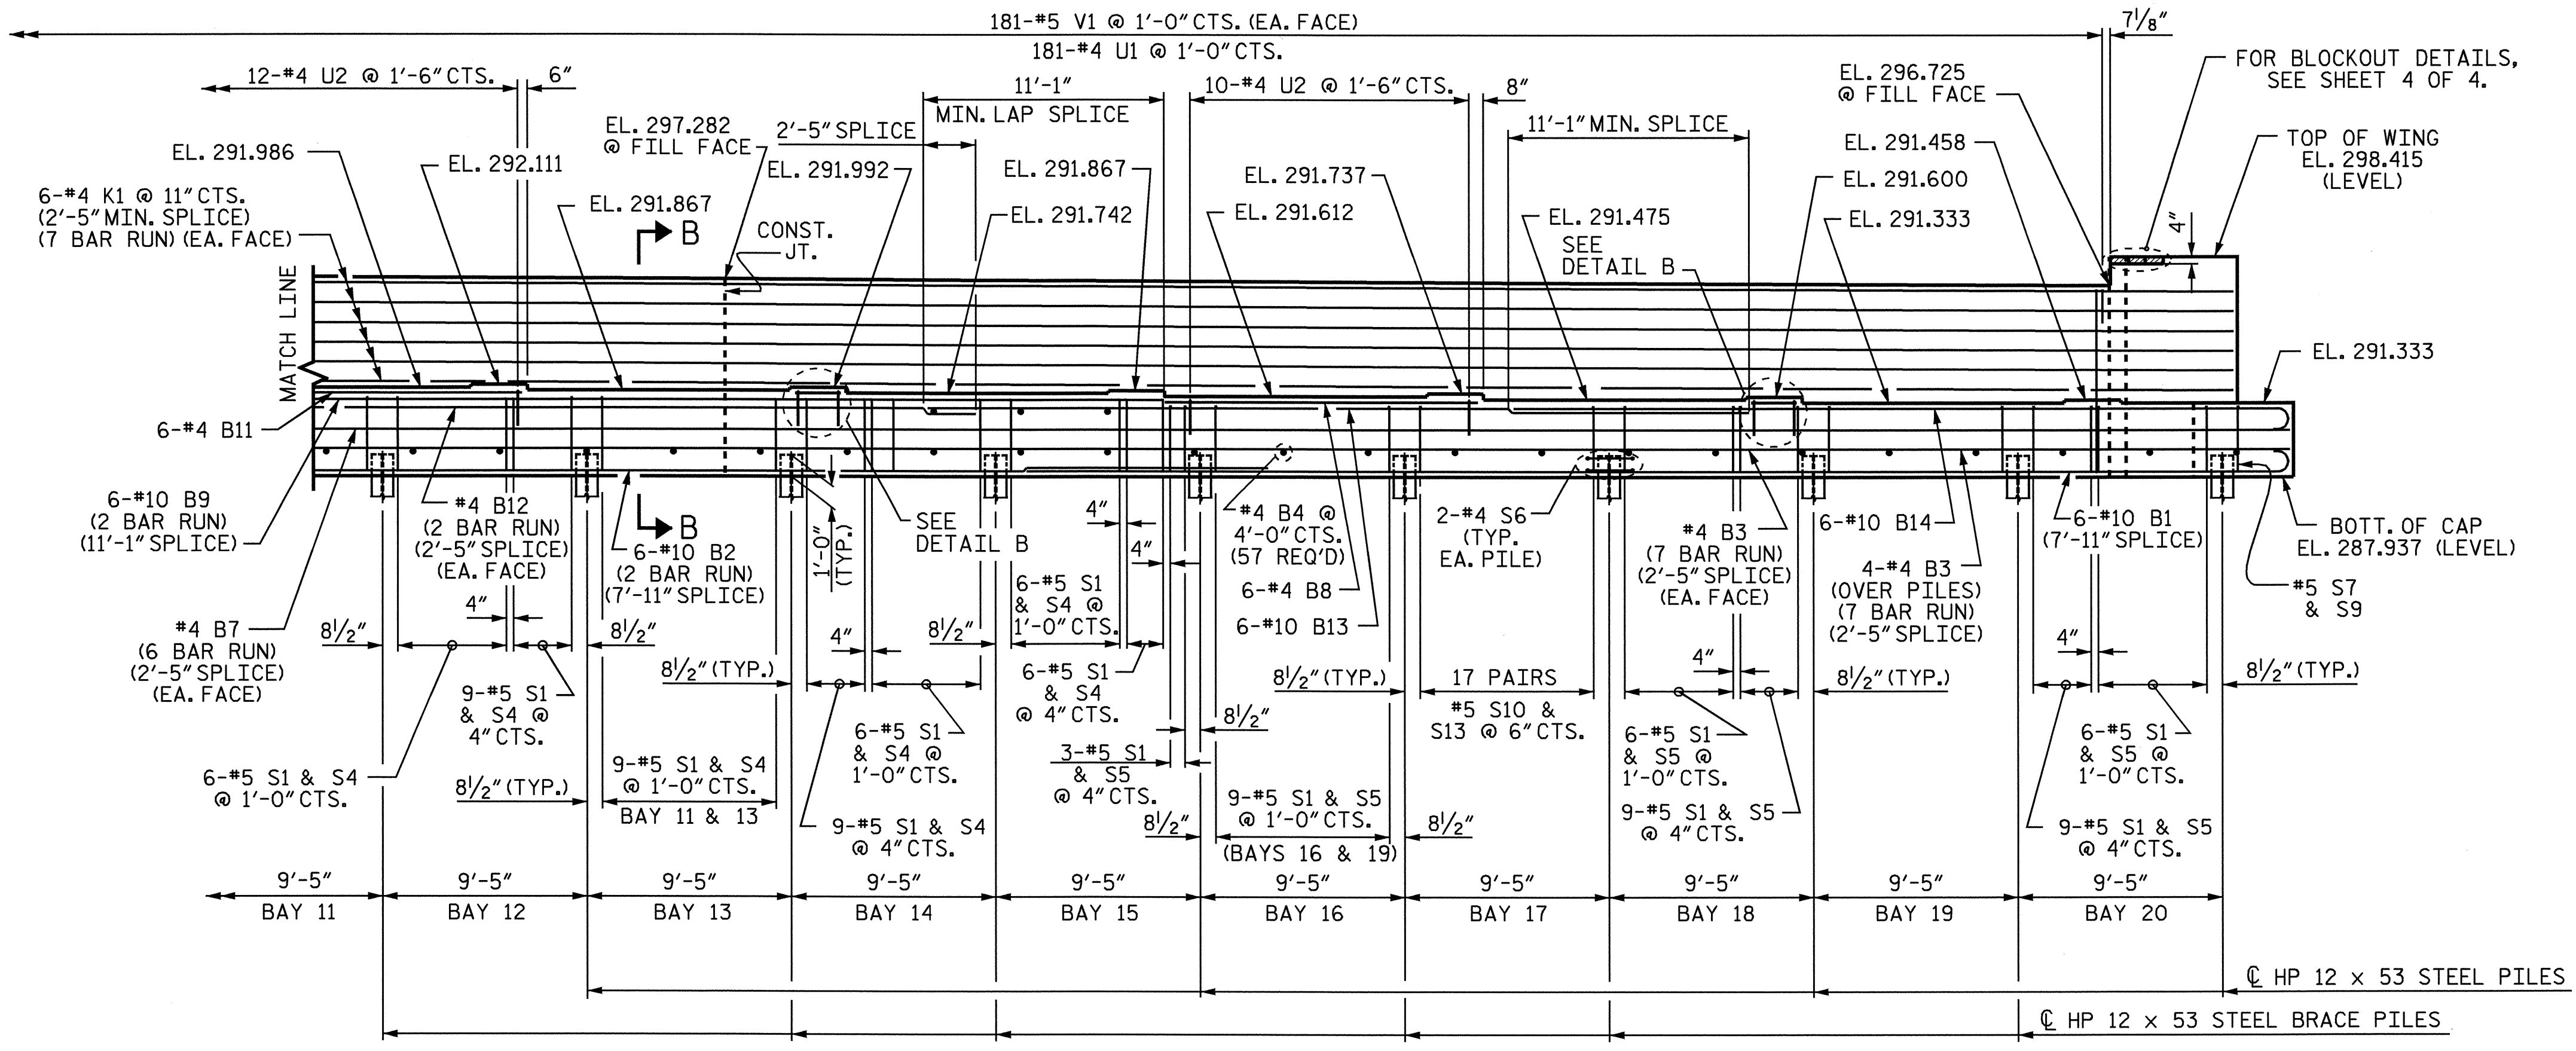 181-#5 V1 @ 1'-0" CTS. (EA. FACE)
181-#4 U1 @ 1'-0" CTS.
7 1/8"
FOR BLOCKOUT DETAILS,
SEE SHEET 4 OF 4.
12-#4 U2 @ 1'-6" CTS.
6"
11'-1"
MIN. LAP SPLICE
10-#4 U2 @ 1'-6" CTS.
8"
EL. 296.725
@ FILL FACE
EL. 297.282
@ FILL FACE
2'-5" SPLICE
11'-1" MIN. SPLICE
TOP OF WING
EL. 298.415
(LEVEL)
EL. 291.986
EL. 292.111
EL. 291.992
EL. 291.867
EL. 291.737
EL. 291.458
EL. 291.600
6-#4 K1 @ 11" CTS.
(2'-5" MIN. SPLICE)
(7 BAR RUN) (EA. FACE)
EL. 291.867
B
CONST.
JT.
EL. 291.742
EL. 291.612
EL. 291.475
SEE
DETAIL B
EL. 291.333
4"
MATCH LINE
EL. 291.333
6-#4 B11
6-#10 B9
(2 BAR RUN)
(11'-1" SPLICE)
#4 B12
(2 BAR RUN)
(2'-5" SPLICE)
(EA. FACE)
B
6-#10 B2
(2 BAR RUN)
(7'-11" SPLICE)
1'-0"
(TYP.)
SEE
DETAIL B
4"
4"
#4 B4 @
4'-0" CTS.
(57 REQ'D)
6-#4 B8
6-#10 B13
2-#4 S6
(TYP.
EA. PILE)
#4 B3
(7 BAR RUN)
(2'-5" SPLICE)
(EA. FACE)
6-#10 B14
4-#4 B3
(OVER PILES)
(7 BAR RUN)
(2'-5" SPLICE)
6-#10 B1
(7'-11" SPLICE)
BOTT. OF CAP
EL. 287.937 (LEVEL)
#5 S7
& S9
#4 B7
(6 BAR RUN)
(2'-5" SPLICE)
(EA. FACE)
8 1/2"
4"
8 1/2"
4"
8 1/2"
6-#5 S1
& S4 @
1'-0" CTS.
4"
4"
9-#5 S1
& S4 @
4" CTS.
8 1/2" (TYP.)
6-#5 S1
& S4 @
1'-0" CTS.
6-#5 S1
& S4
@ 4" CTS.
8 1/2"
8 1/2" (TYP.)
17 PAIRS
#5 S10 &
S13 @ 6" CTS.
6-#5 S1
& S5 @
1'-0" CTS.
8 1/2" (TYP.)
6-#5 S1
& S5 @
1'-0" CTS.
8 1/2" (TYP.)
6-#5 S1 & S4
@ 1'-0" CTS.
8 1/2" (TYP.)
9-#5 S1 & S4
@ 1'-0" CTS.
BAY 11 & 13
9-#5 S1 & S4
@ 4" CTS.
3-#5 S1
& S5
@ 4" CTS.
8 1/2"
9-#5 S1 & S5
@ 1'-0" CTS.
(BAYS 16 & 19)
8 1/2"
9-#5 S1 & S5
@ 4" CTS.
9-#5 S1 & S5
@ 4" CTS.
9'-5"
9'-5"
9'-5"
9'-5"
9'-5"
9'-5"
9'-5"
9'-5"
9'-5"
9'-5"
BAY 11
BAY 12
BAY 13
BAY 14
BAY 15
BAY 16
BAY 17
BAY 18
BAY 19
BAY 20
℄ HP 12 x 53 STEEL PILES
℄ HP 12 x 53 STEEL BRACE PILES